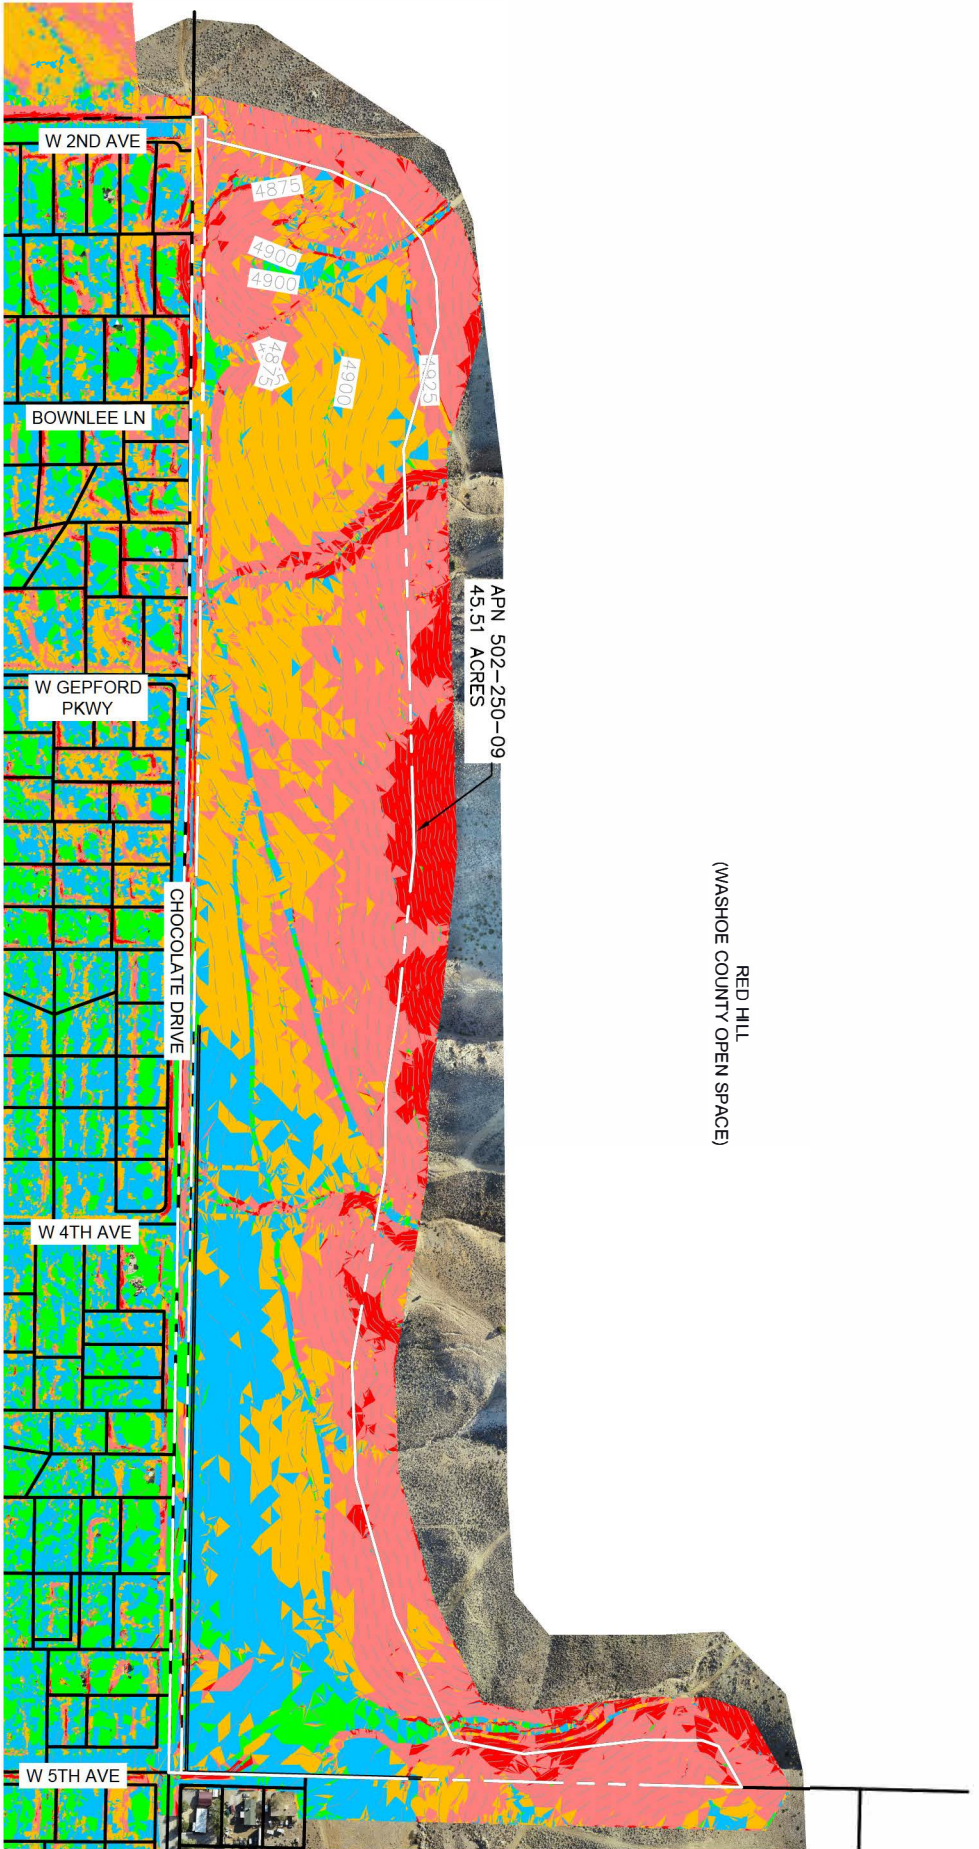 W 2ND AVE
4875
4900
4900
4875
4875
4900
4925
BOWNLEE LN
APN 502-250-09
45.51 ACRES
W GEPFORD
PKWY
CHOCOLATE DRIVE
RED HILL
(WASHOE COUNTY OPEN SPACE)
W 4TH AVE
W 5TH AVE